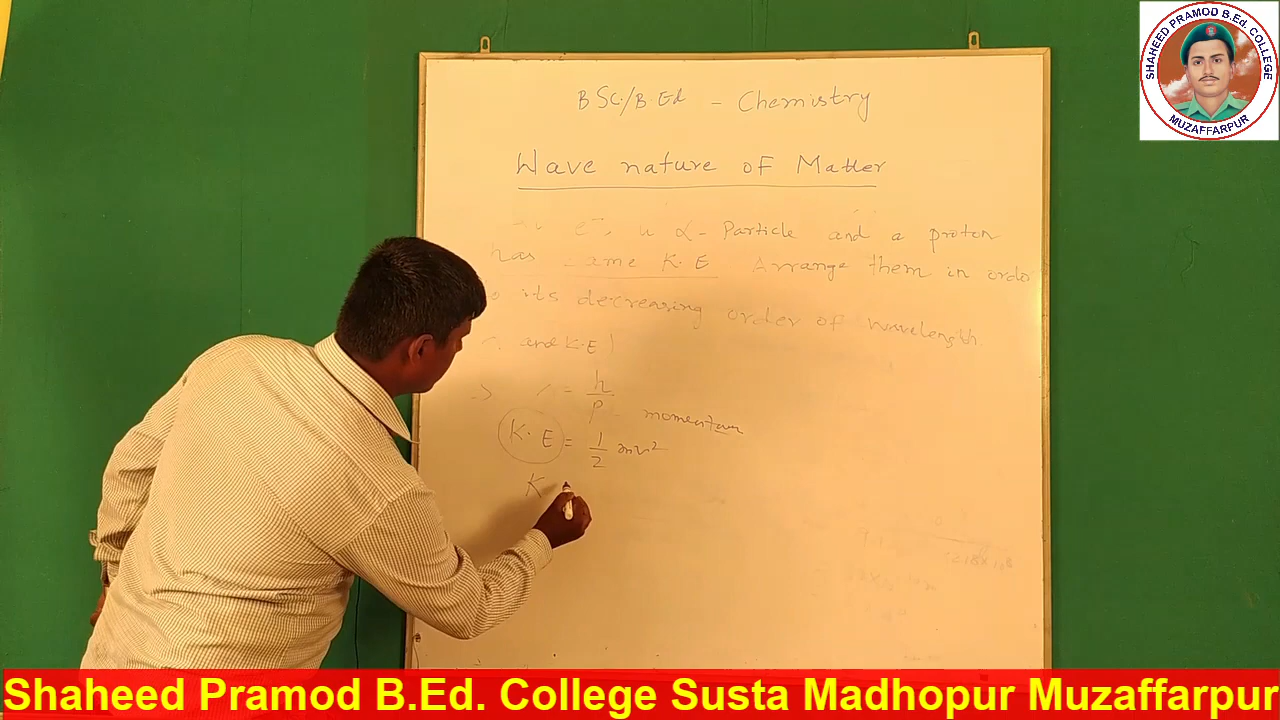 SHAHEED PRAMOD B.Ed. COLLEGE
MUZAFFARPUR
BSC/B.Ed - Chemistry
Wave nature of Matter
e⁻, α - Particle and a proton
has same K.E Arrange them in orde
its decreasing order of wavelength.
and K.E
= h/p - momentum
K.E = 1/2 mv²
K
Shaheed Pramod B.Ed. College Susta Madhopur Muzaffarpur